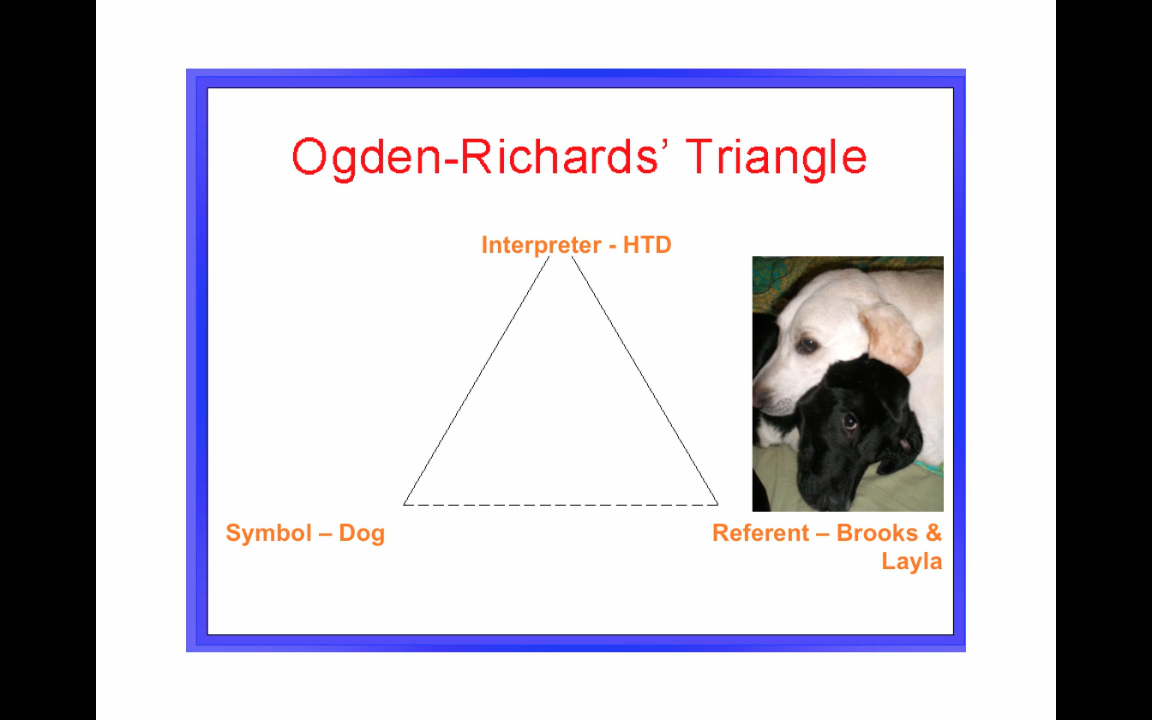 Ogden-Richards’ Triangle
Interpreter - HTD
Symbol – Dog
Referent – Brooks &
Layla